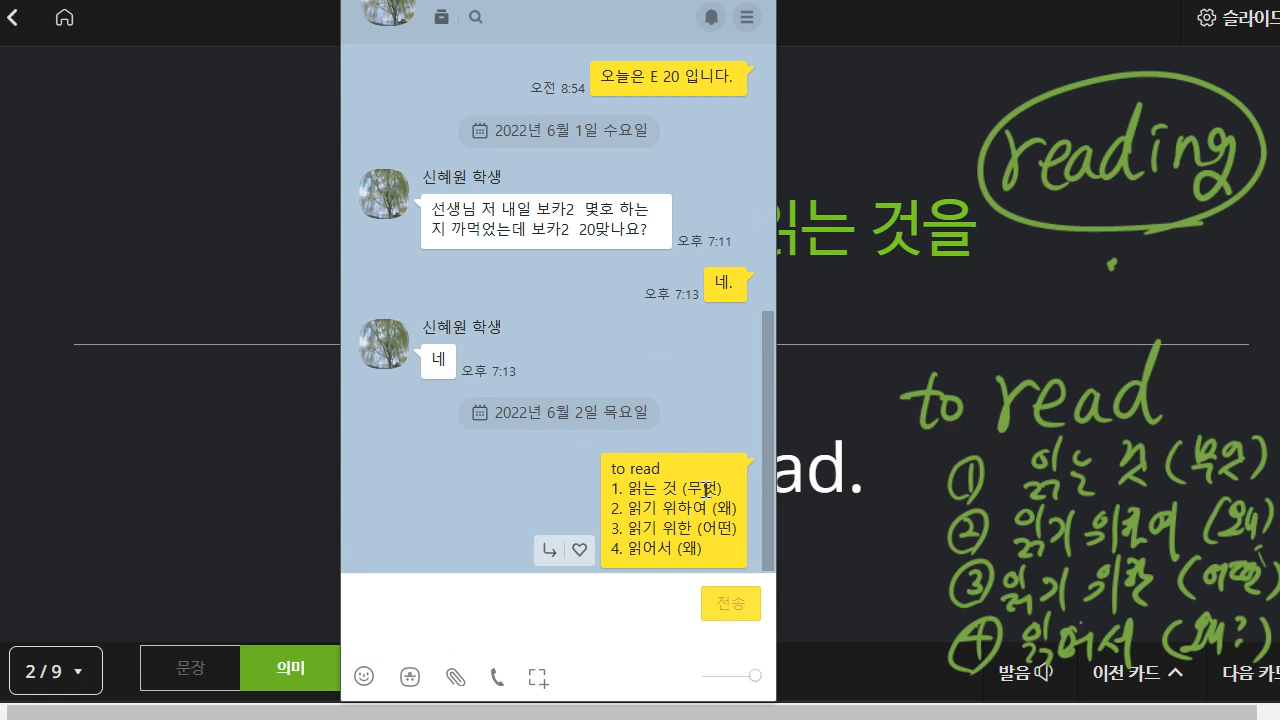 슬라이드
오늘은 E 20 입니다.
오전 8:54
2022년 6월 1일 수요일
신혜원 학생
선생님 저 내일 보카2 몇호 하는
지 까먹었는데 보카2 20맞나요?
오후 7:11
네.
오후 7:13
신혜원 학생
네
오후 7:13
2022년 6월 2일 목요일
to read
1. 읽는 것 (무엇)
2. 읽기 위하여 (왜)
3. 읽기 위한 (어떤)
4. 읽어서 (왜)
전송
reading
읽는 것을
ad.
to read
① 읽는 것 (무엇)
② 읽기 위하여 (왜)
③ 읽기 위한 (어떤)
④ 읽어서 (왜?)
2 / 9
문장
의미
발음
이전 카드
다음 카드